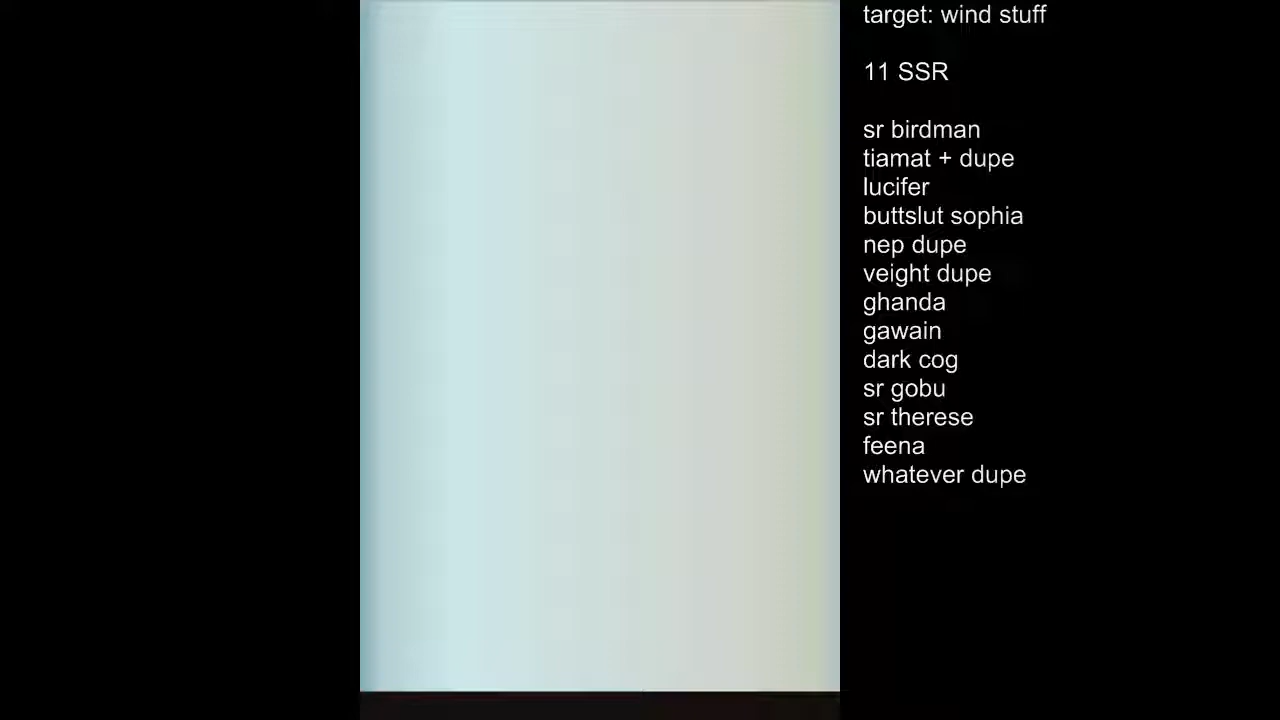 target: wind stuff
11 SSR
sr birdman
tiamat + dupe
lucifer
buttslut sophia
nep dupe
veight dupe
ghanda
gawain
dark cog
sr gobu
sr therese
feena
whatever dupe